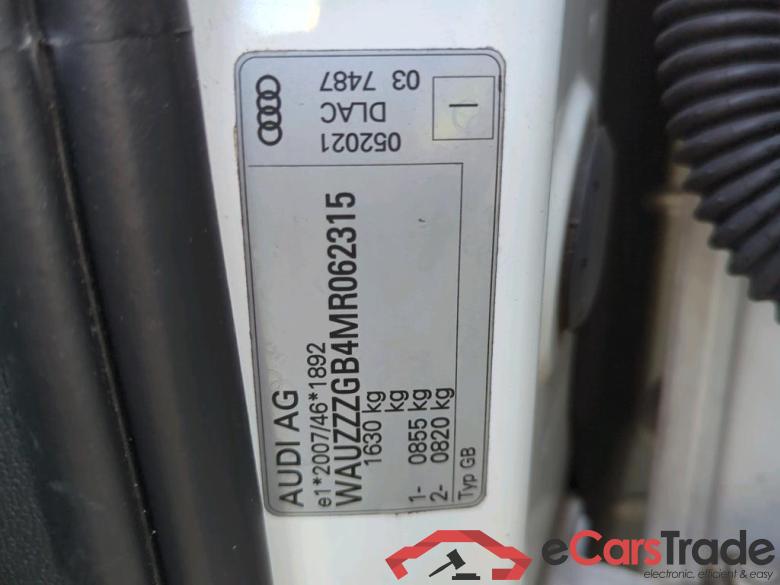 AUDI AG
e1*2007/46*1892
WAUZZZGB4MR062315
1630 kg
kg
1- 0855 kg
2- 0820 kg
Typ GB
052021
DLAC
03 7487
eCarsTrade
electronic, efficient & easy